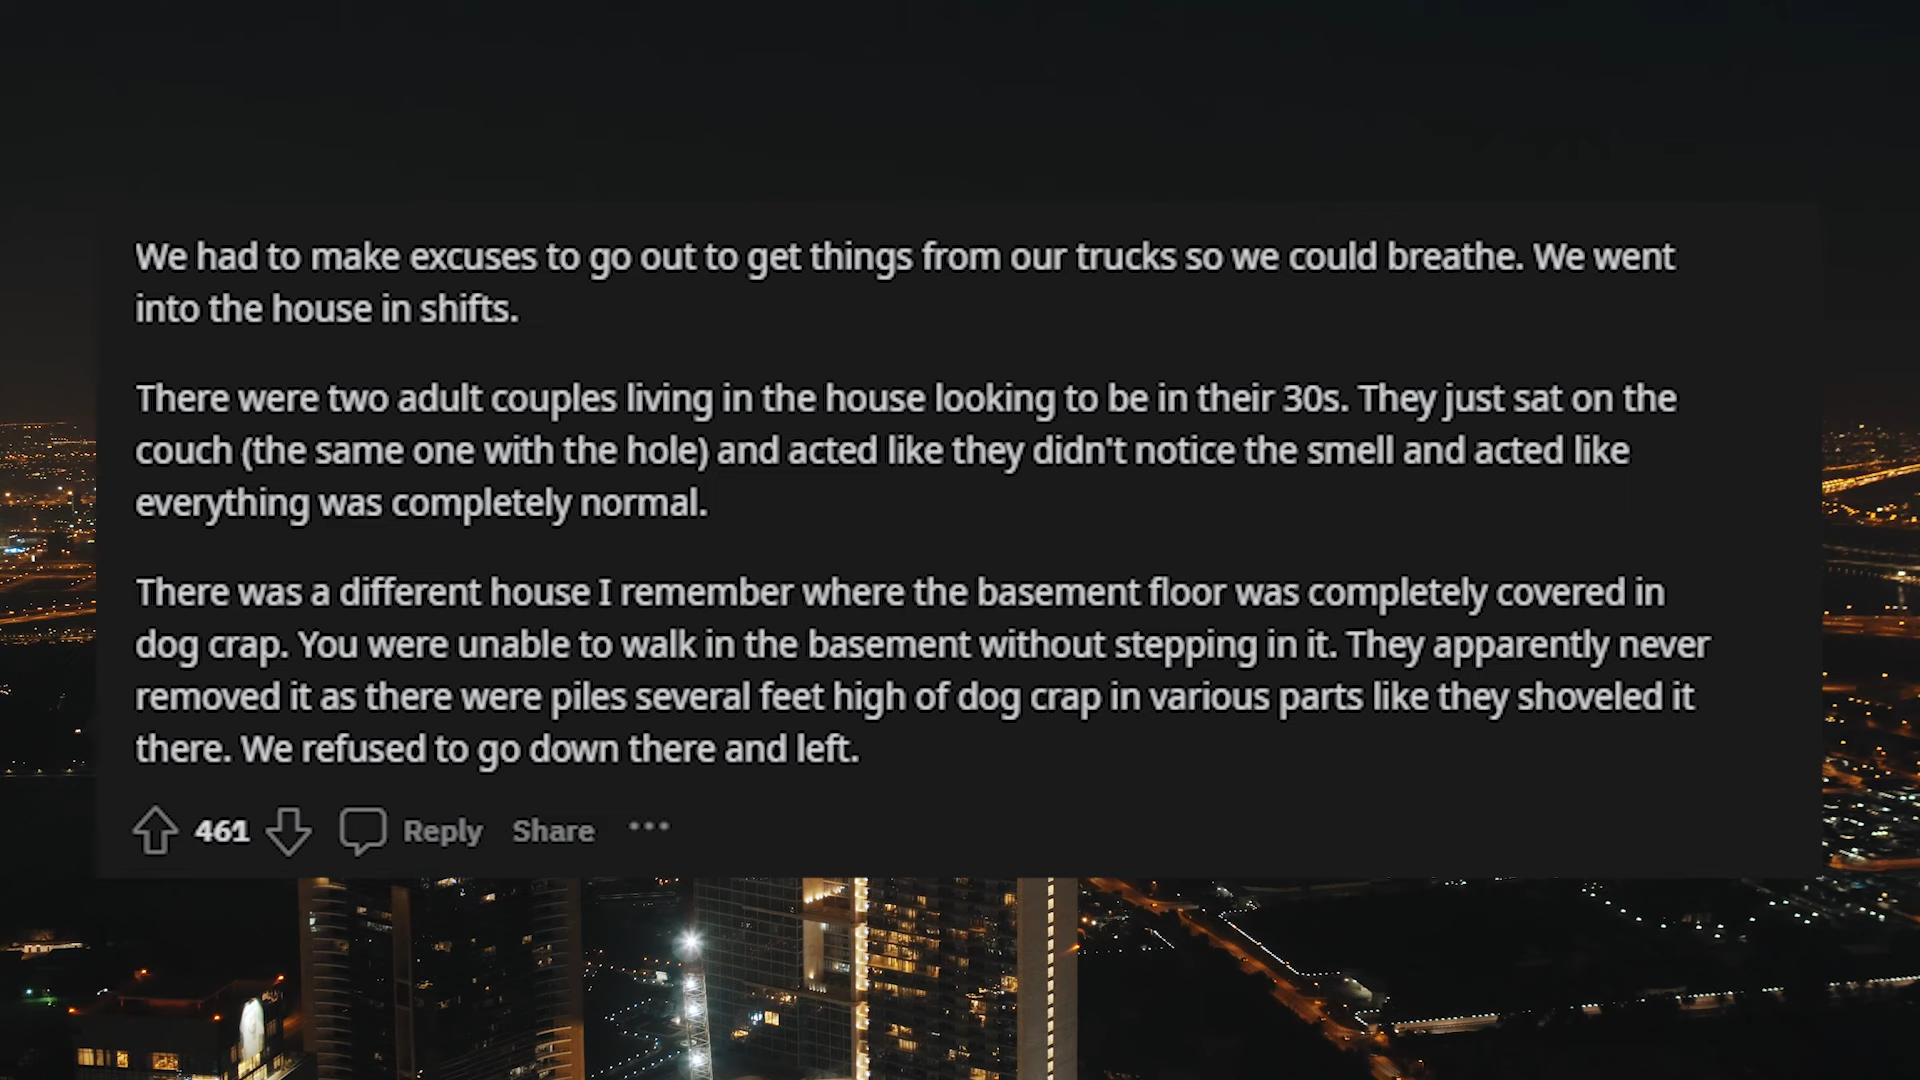 We had to make excuses to go out to get things from our trucks so we could breathe. We went
into the house in shifts.
There were two adult couples living in the house looking to be in their 30s. They just sat on the
couch (the same one with the hole) and acted like they didn't notice the smell and acted like
everything was completely normal.
There was a different house I remember where the basement floor was completely covered in
dog crap. You were unable to walk in the basement without stepping in it. They apparently never
removed it as there were piles several feet high of dog crap in various parts like they shoveled it
there. We refused to go down there and left.
461 Reply Share